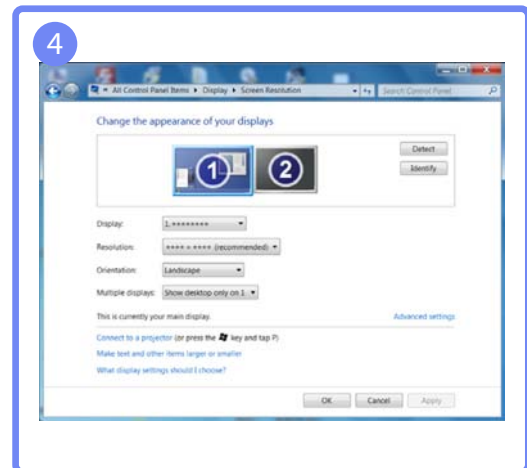 4
All Control Panel Items ▸ Display ▸ Screen Resolution
Search Control Panel
Change the appearance of your displays
1 2
Detect
Identify
Display: 1.********
Resolution: **** × **** (recommended)
Orientation: Landscape
Multiple displays: Show desktop only on 1
This is currently your main display. Advanced settings
Connect to a projector (or press the key and tap P)
Make text and other items larger or smaller
What display settings should I choose?
OK Cancel Apply